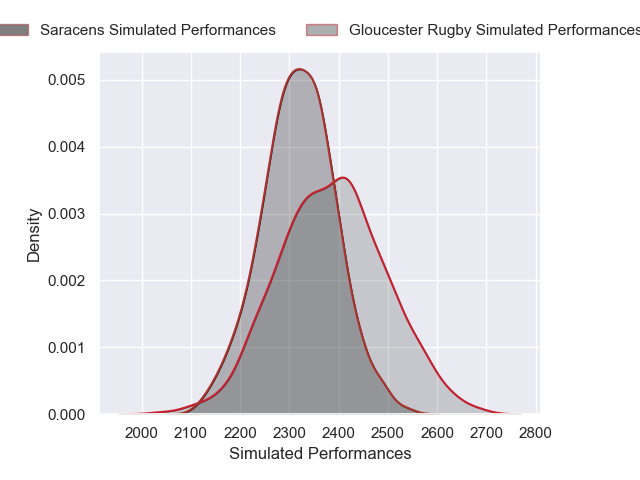 Saracens Simulated Performances
Gloucester Rugby Simulated Performances
0.005
0.004
0.003
0.002
0.001
0.000
Density
2000 2100 2200 2300 2400 2500 2600 2700 2800
Simulated Performances